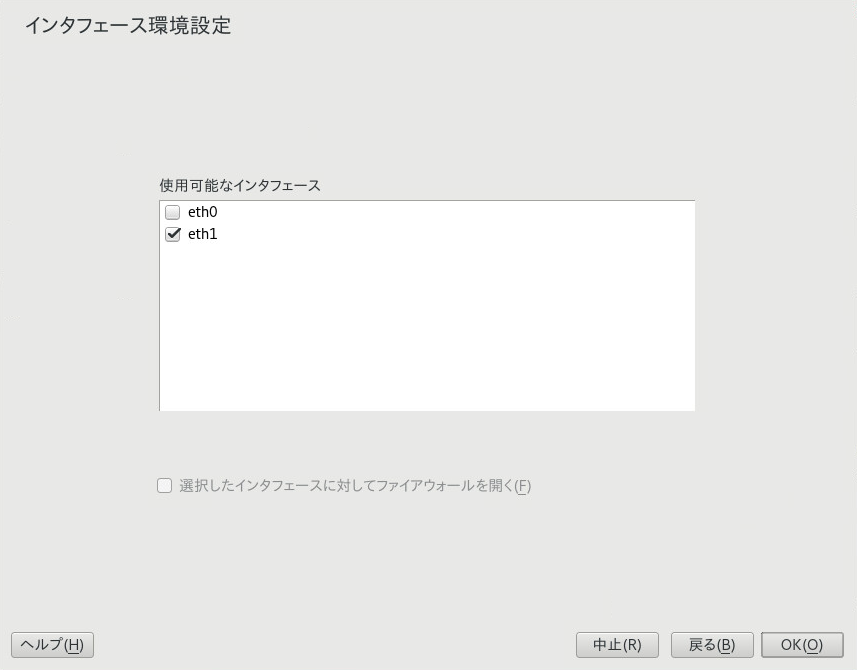 インタフェース環境設定
使用可能なインタフェース
eth0
eth1
選択したインタフェースに対してファイアウォールを開く(F)
ヘルプ(H) 中止(R) 戻る(B) OK(O)